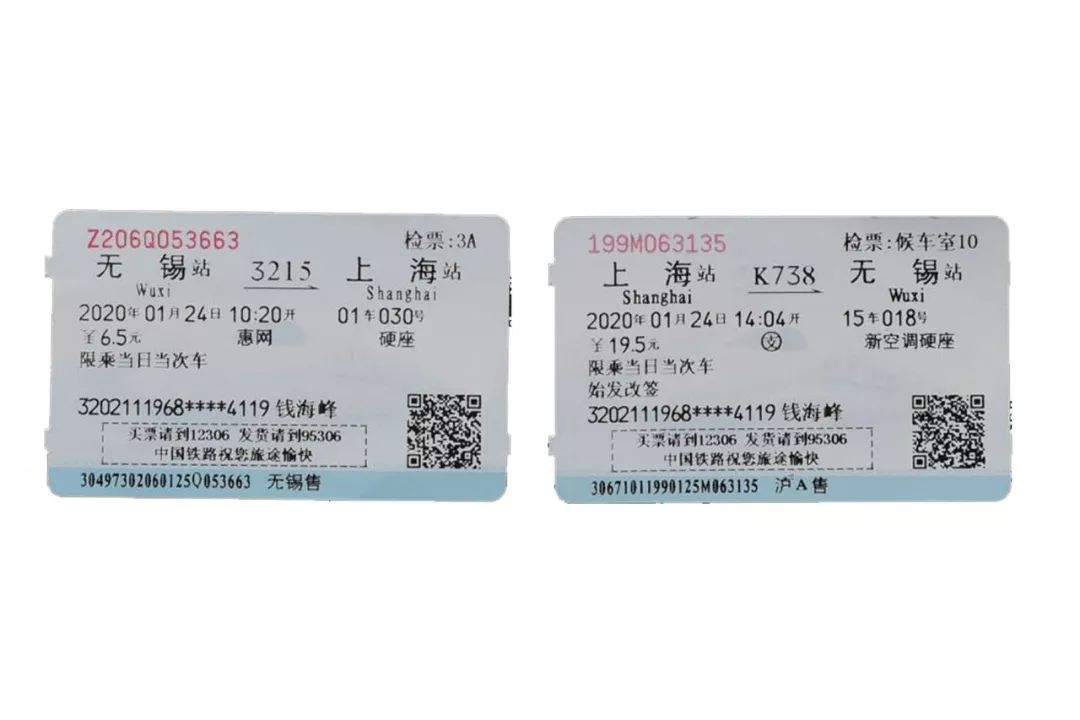 Z206Q053663 检票:3A
无锡站 3215 上海站
Wuxi Shanghai
2020年01月24日 10:20开 01车030号
￥6.5元 惠网 硬座
限乘当日当次车
3202111968****4119 钱海峰
买票请到12306 发货请到95306
中国铁路祝您旅途愉快
30497302060125Q053663 无锡售
199M063135 检票:候车室10
上海站 K738 无锡站
Shanghai Wuxi
2020年01月24日 14:04开 15车018号
￥19.5元 支 新空调硬座
限乘当日当次车
始发改签
3202111968****4119 钱海峰
买票请到12306 发货请到95306
中国铁路祝您旅途愉快
30671011990125M063135 沪A售